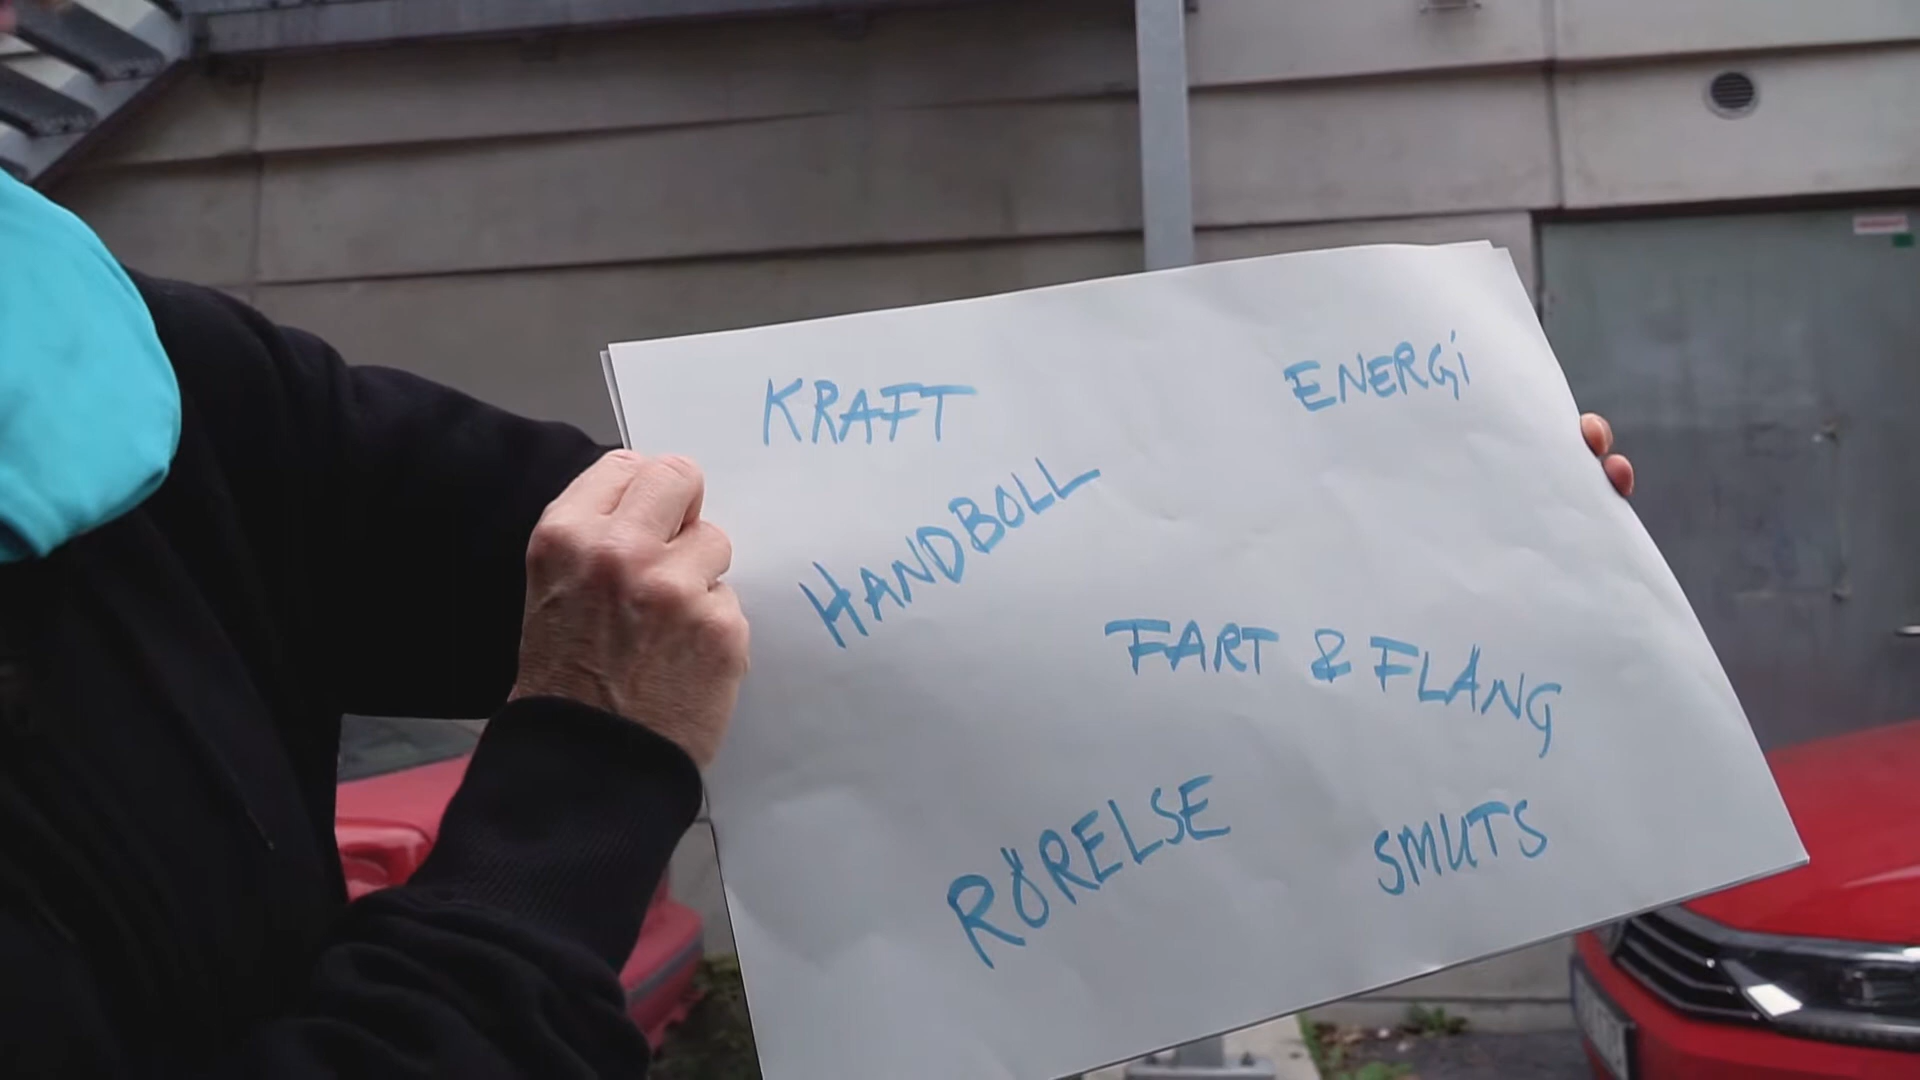 KRAFT
ENERGi
HANDBOLL
FART & FLÄNG
RÖRELSE
SMUTS